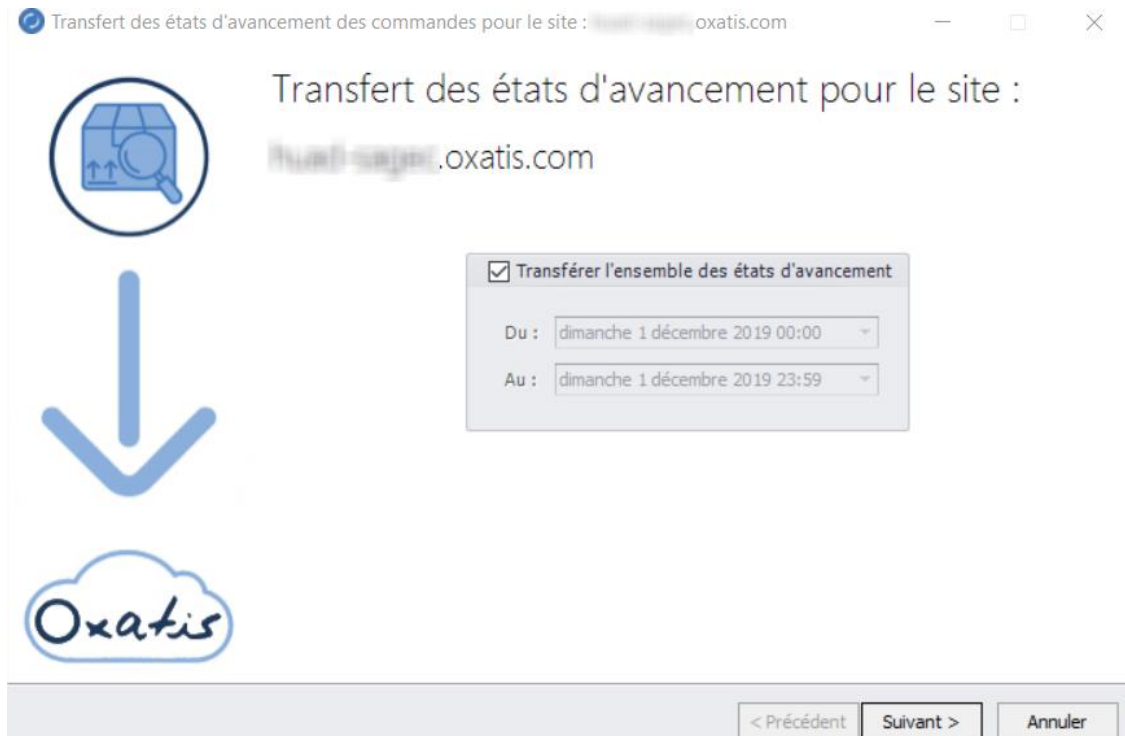 Transfert des états d'avancement des commandes pour le site : oxatis.com
Transfert des états d'avancement pour le site :
.oxatis.com
Transférer l'ensemble des états d'avancement
Du : dimanche 1 décembre 2019 00:00
Au : dimanche 1 décembre 2019 23:59
Oxatis
< Précédent Suivant > Annuler